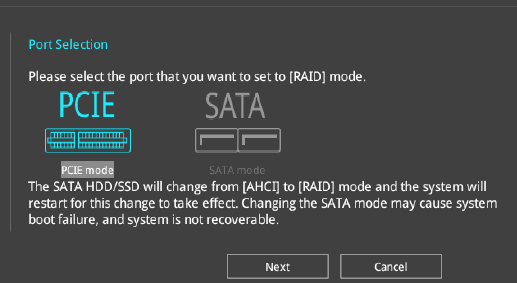 Port Selection
Please select the port that you want to set to [RAID] mode.
PCIE SATA
PCIE mode SATA mode
The SATA HDD/SSD will change from [AHCI] to [RAID] mode and the system will
restart for this change to take effect. Changing the SATA mode may cause system
boot failure, and system is not recoverable.
Next Cancel